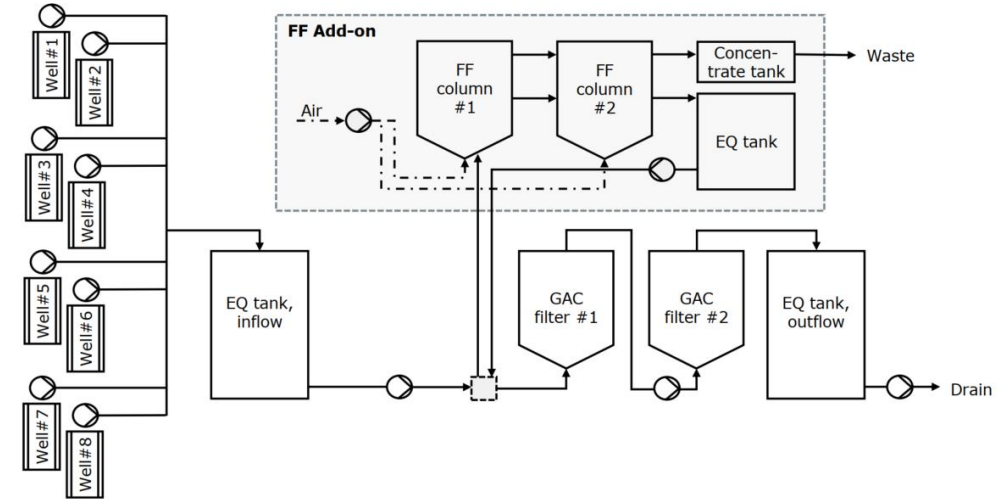 Well#1
Well#2
Well#3
Well#4
Well#5
Well#6
Well#7
Well#8
FF Add-on
Air
FF
column
#1
FF
column
#2
Concen-
trate tank
Waste
EQ tank
EQ tank,
inflow
GAC
filter #1
GAC
filter #2
EQ tank,
outflow
Drain